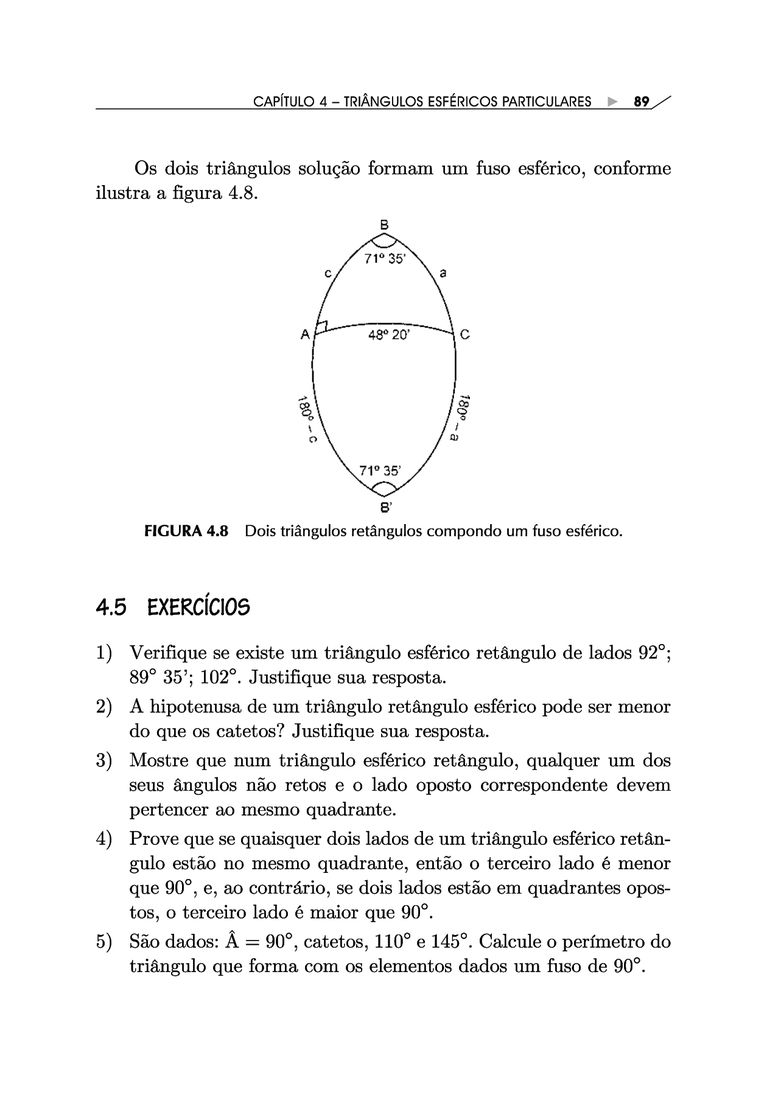 CAPÍTULO 4 – TRIÂNGULOS ESFÉRICOS PARTICULARES ▶ 89
Os dois triângulos solução formam um fuso esférico, conforme
ilustra a figura 4.8.
B
71º 35'
c
a
A
48º 20'
C
180º – c
180º – a
71º 35'
B'
FIGURA 4.8 Dois triângulos retângulos compondo um fuso esférico.
4.5 EXERCÍCIOS
1) Verifique se existe um triângulo esférico retângulo de lados 92°;
89° 35'; 102°. Justifique sua resposta.
2) A hipotenusa de um triângulo retângulo esférico pode ser menor
do que os catetos? Justifique sua resposta.
3) Mostre que num triângulo esférico retângulo, qualquer um dos
seus ângulos não retos e o lado oposto correspondente devem
pertencer ao mesmo quadrante.
4) Prove que se quaisquer dois lados de um triângulo esférico retân-
gulo estão no mesmo quadrante, então o terceiro lado é menor
que 90°, e, ao contrário, se dois lados estão em quadrantes opos-
tos, o terceiro lado é maior que 90°.
5) São dados: Â = 90°, catetos, 110° e 145°. Calcule o perímetro do
triângulo que forma com os elementos dados um fuso de 90°.